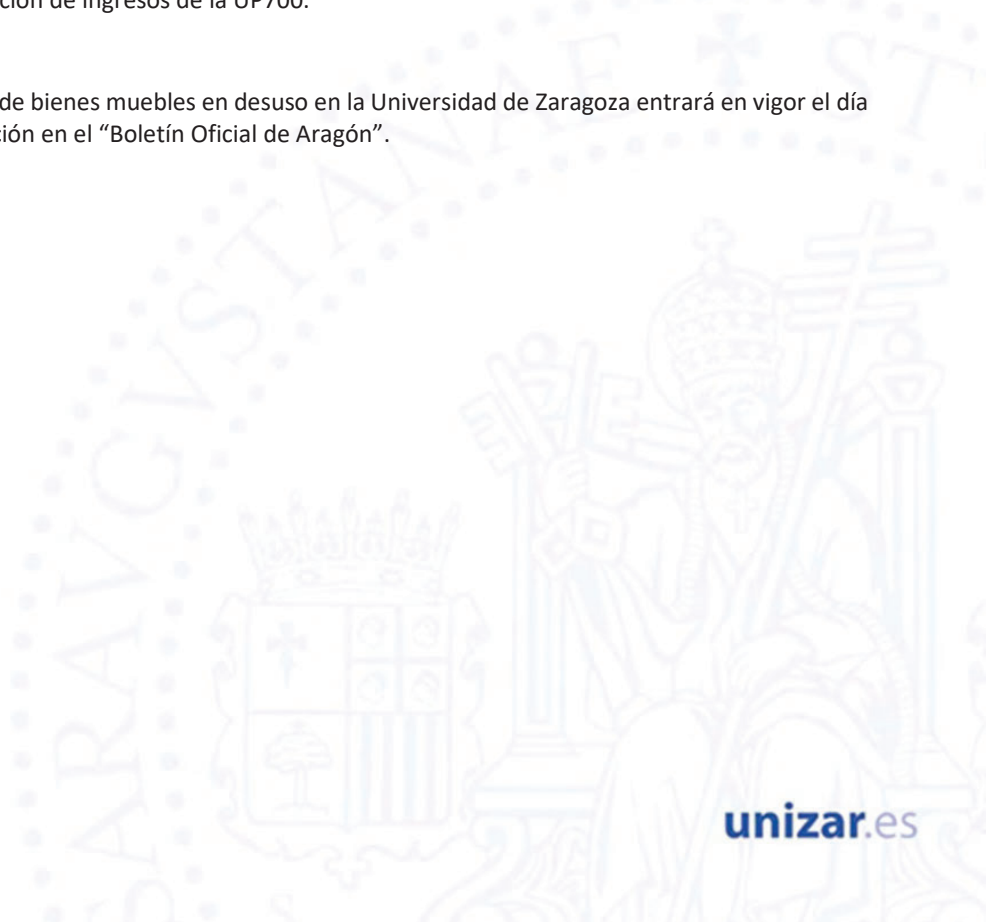 ción de ingresos de la UP700.
de bienes muebles en desuso en la Universidad de Zaragoza entrará en vigor el día
ción en el “Boletín Oficial de Aragón”.
unizar.es